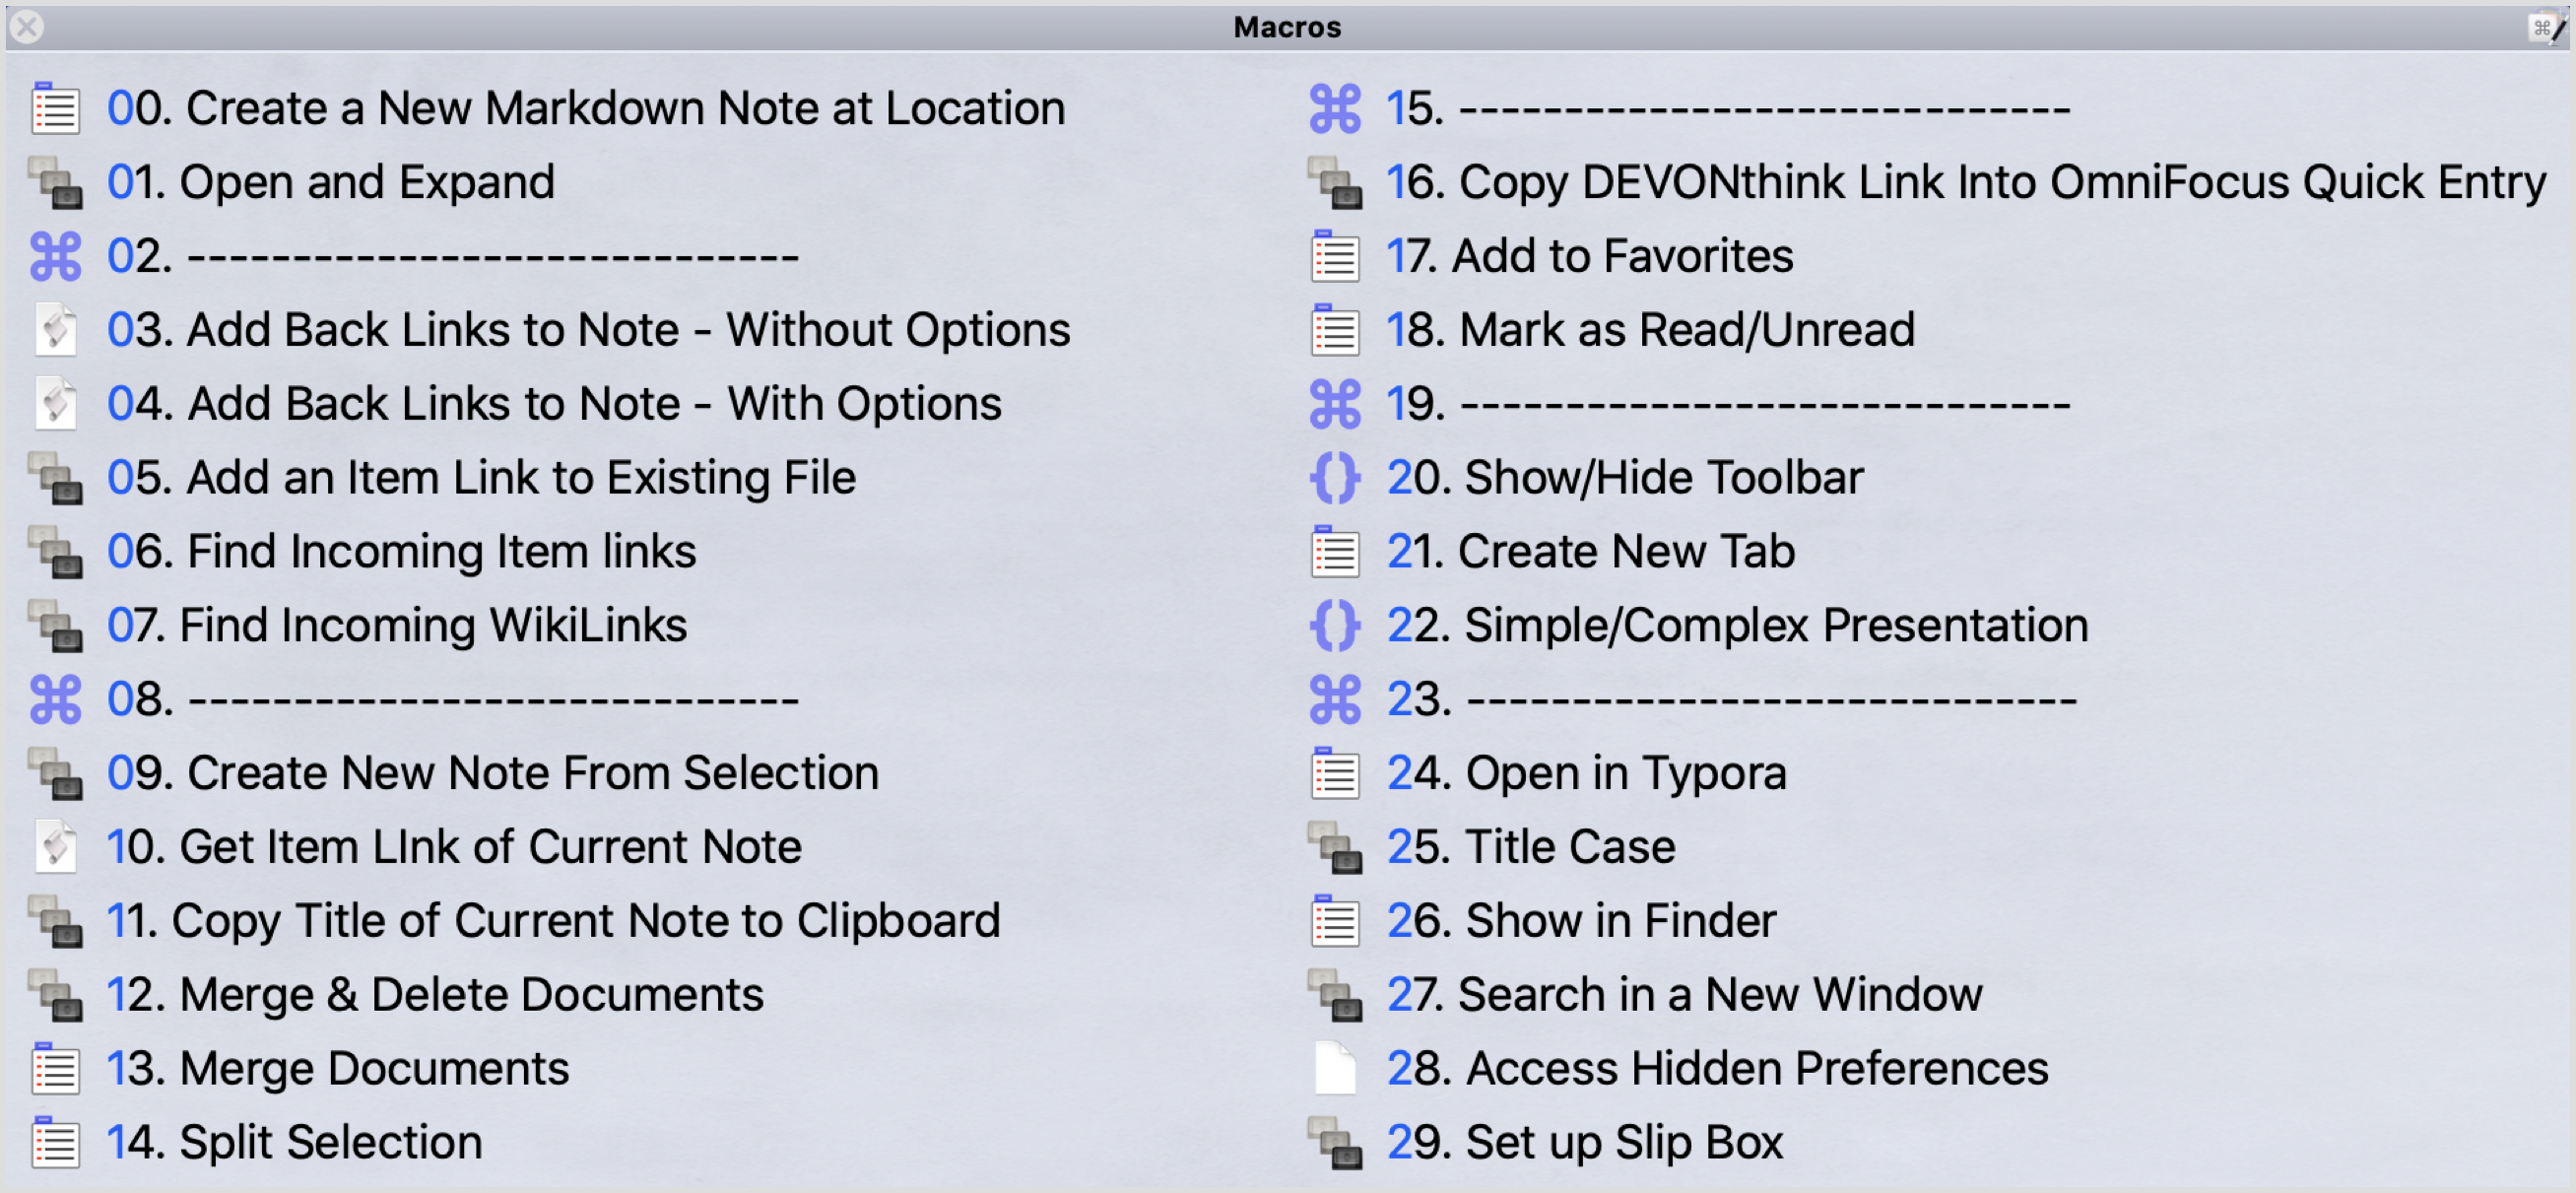 Macros
00. Create a New Markdown Note at Location
01. Open and Expand
02. -----------------------------
03. Add Back Links to Note - Without Options
04. Add Back Links to Note - With Options
05. Add an Item Link to Existing File
06. Find Incoming Item links
07. Find Incoming WikiLinks
08. -----------------------------
09. Create New Note From Selection
10. Get Item LInk of Current Note
11. Copy Title of Current Note to Clipboard
12. Merge & Delete Documents
13. Merge Documents
14. Split Selection
15. -----------------------------
16. Copy DEVONthink Link Into OmniFocus Quick Entry
17. Add to Favorites
18. Mark as Read/Unread
19. -----------------------------
20. Show/Hide Toolbar
21. Create New Tab
22. Simple/Complex Presentation
23. -----------------------------
24. Open in Typora
25. Title Case
26. Show in Finder
27. Search in a New Window
28. Access Hidden Preferences
29. Set up Slip Box